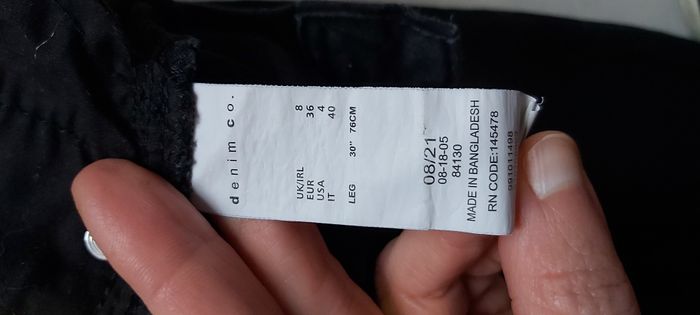 denim co.
UK/IRL 8
EUR 36
USA 4
IT 40
LEG 30" 76CM
08/21
08-18-05
84130
MADE IN BANGLADESH
RN CODE:145478